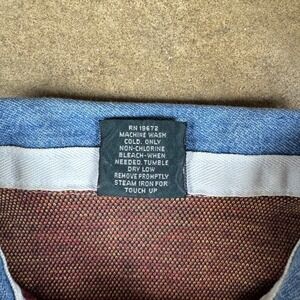 RN 19672
MACHINE WASH
COLD. ONLY
NON-CHLORINE
BLEACH-WHEN
NEEDED. TUMBLE
DRY LOW
REMOVE PROMPTLY
STEAM IRON FOR
TOUCH UP